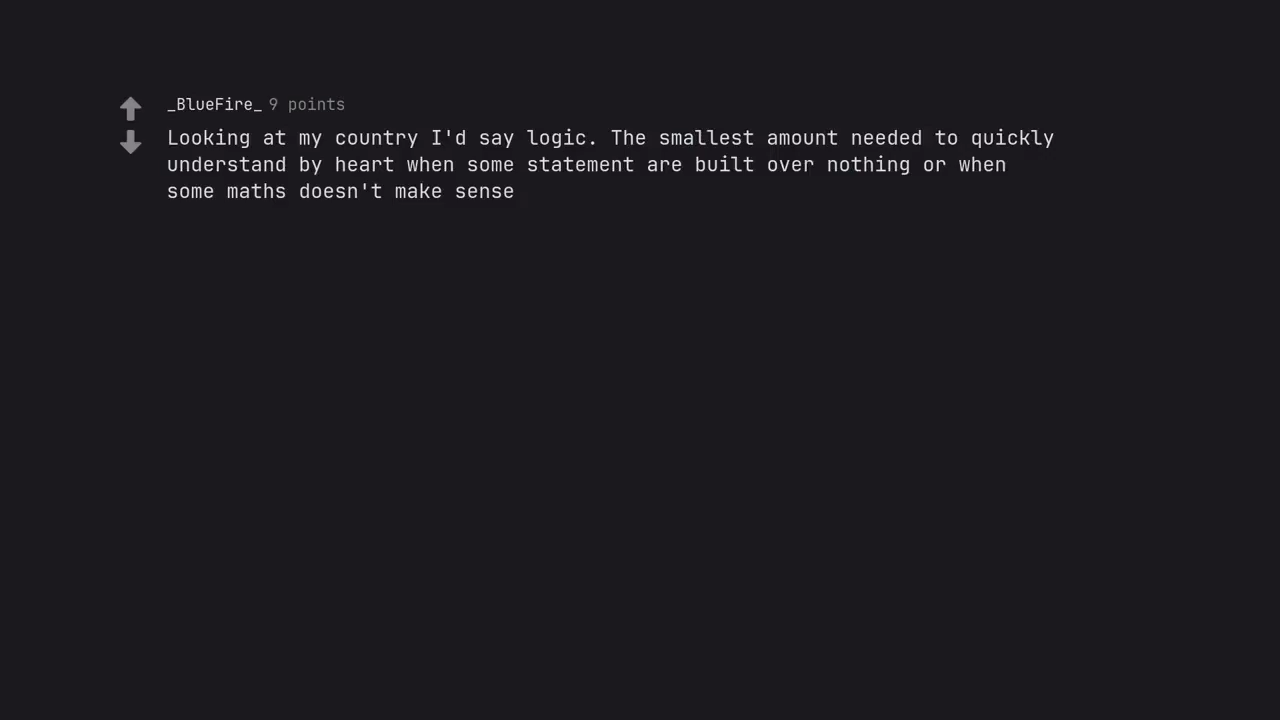 _BlueFire_ 9 points
Looking at my country I'd say logic. The smallest amount needed to quickly
understand by heart when some statement are built over nothing or when
some maths doesn't make sense